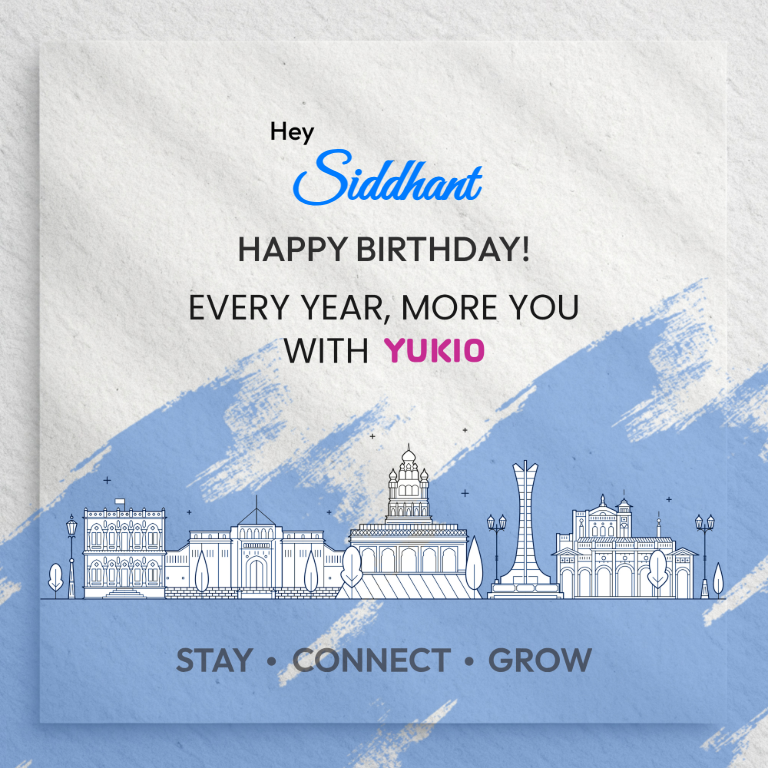 Hey
Siddhant
HAPPY BIRTHDAY!
EVERY YEAR, MORE YOU
WITH YUKIO
STAY • CONNECT • GROW